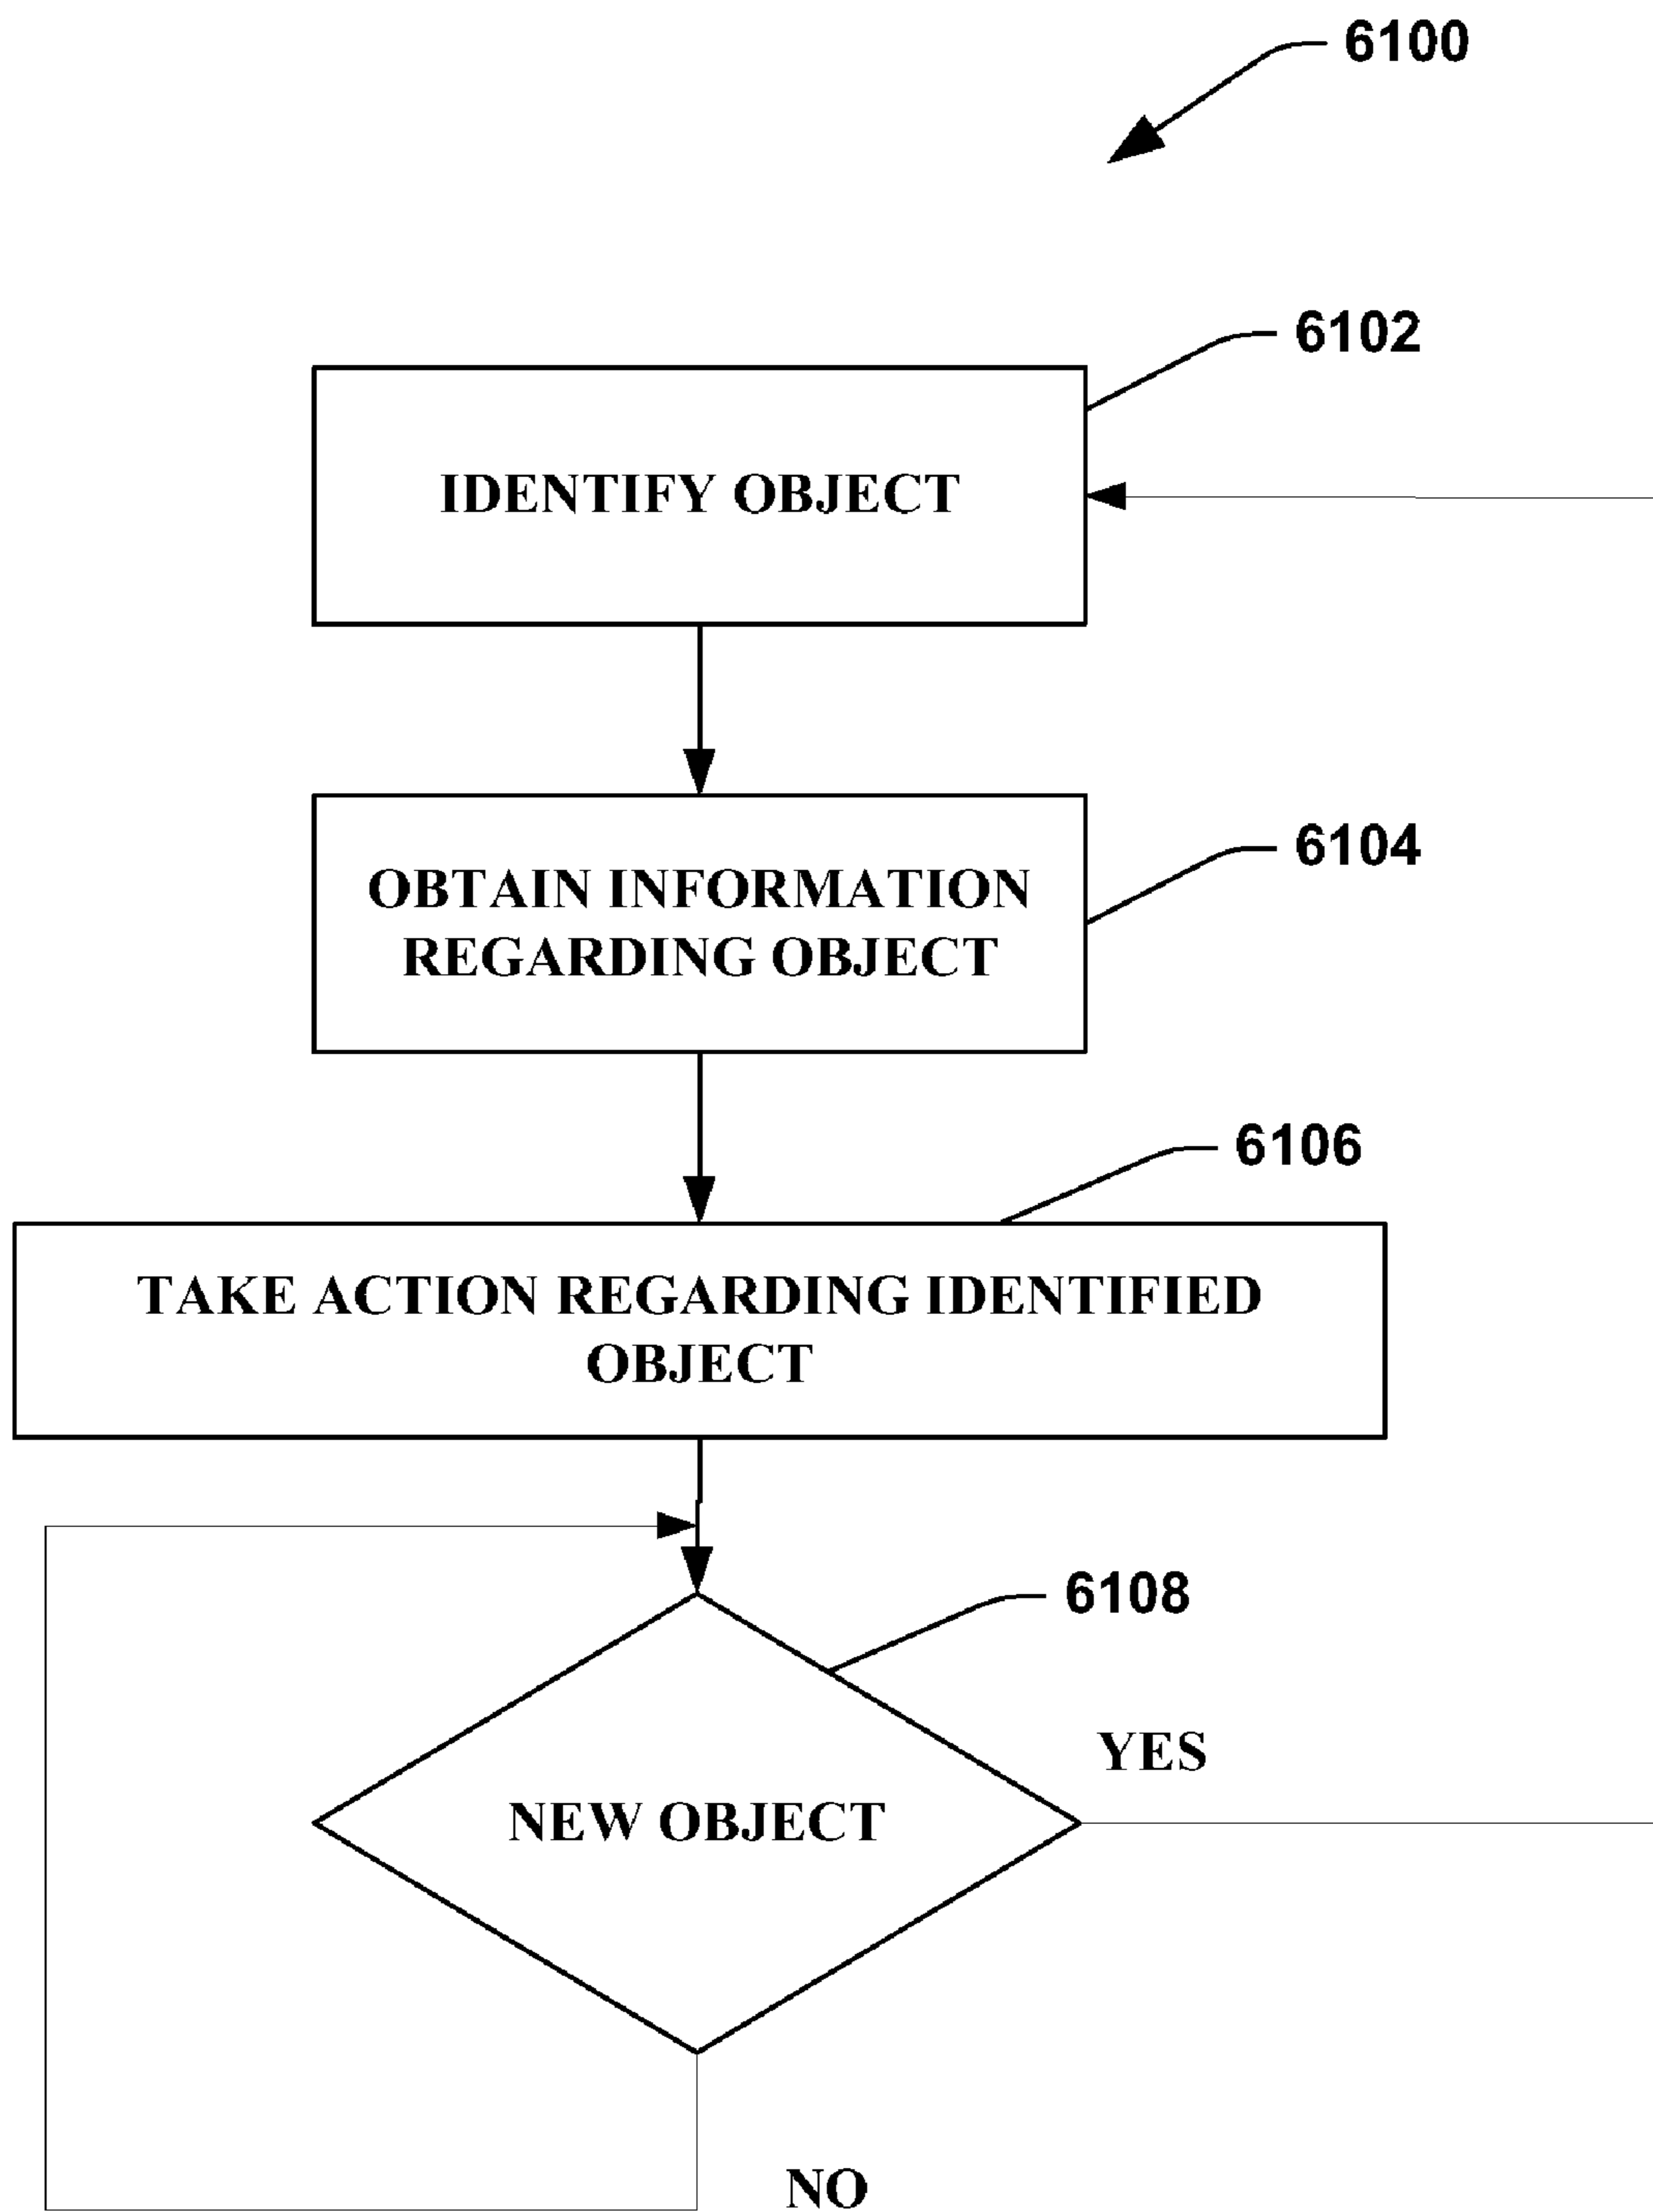 6100
6102
IDENTIFY OBJECT
6104
OBTAIN INFORMATION
REGARDING OBJECT
6106
TAKE ACTION REGARDING IDENTIFIED
OBJECT
6108
YES
NEW OBJECT
NO